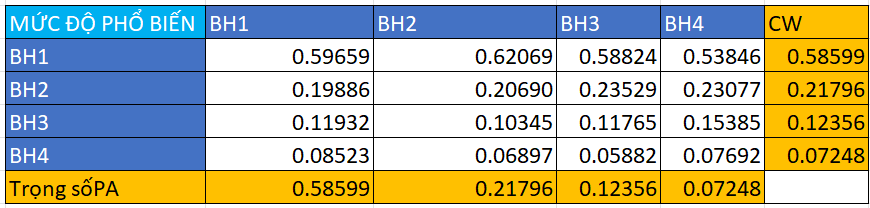 MỨC ĐỘ PHỔ BIẾN BH1 BH2 BH3 BH4 CW
BH1 0.59659 0.62069 0.58824 0.53846 0.58599
BH2 0.19886 0.20690 0.23529 0.23077 0.21796
BH3 0.11932 0.10345 0.11765 0.15385 0.12356
BH4 0.08523 0.06897 0.05882 0.07692 0.07248
Trọng sốPA 0.58599 0.21796 0.12356 0.07248